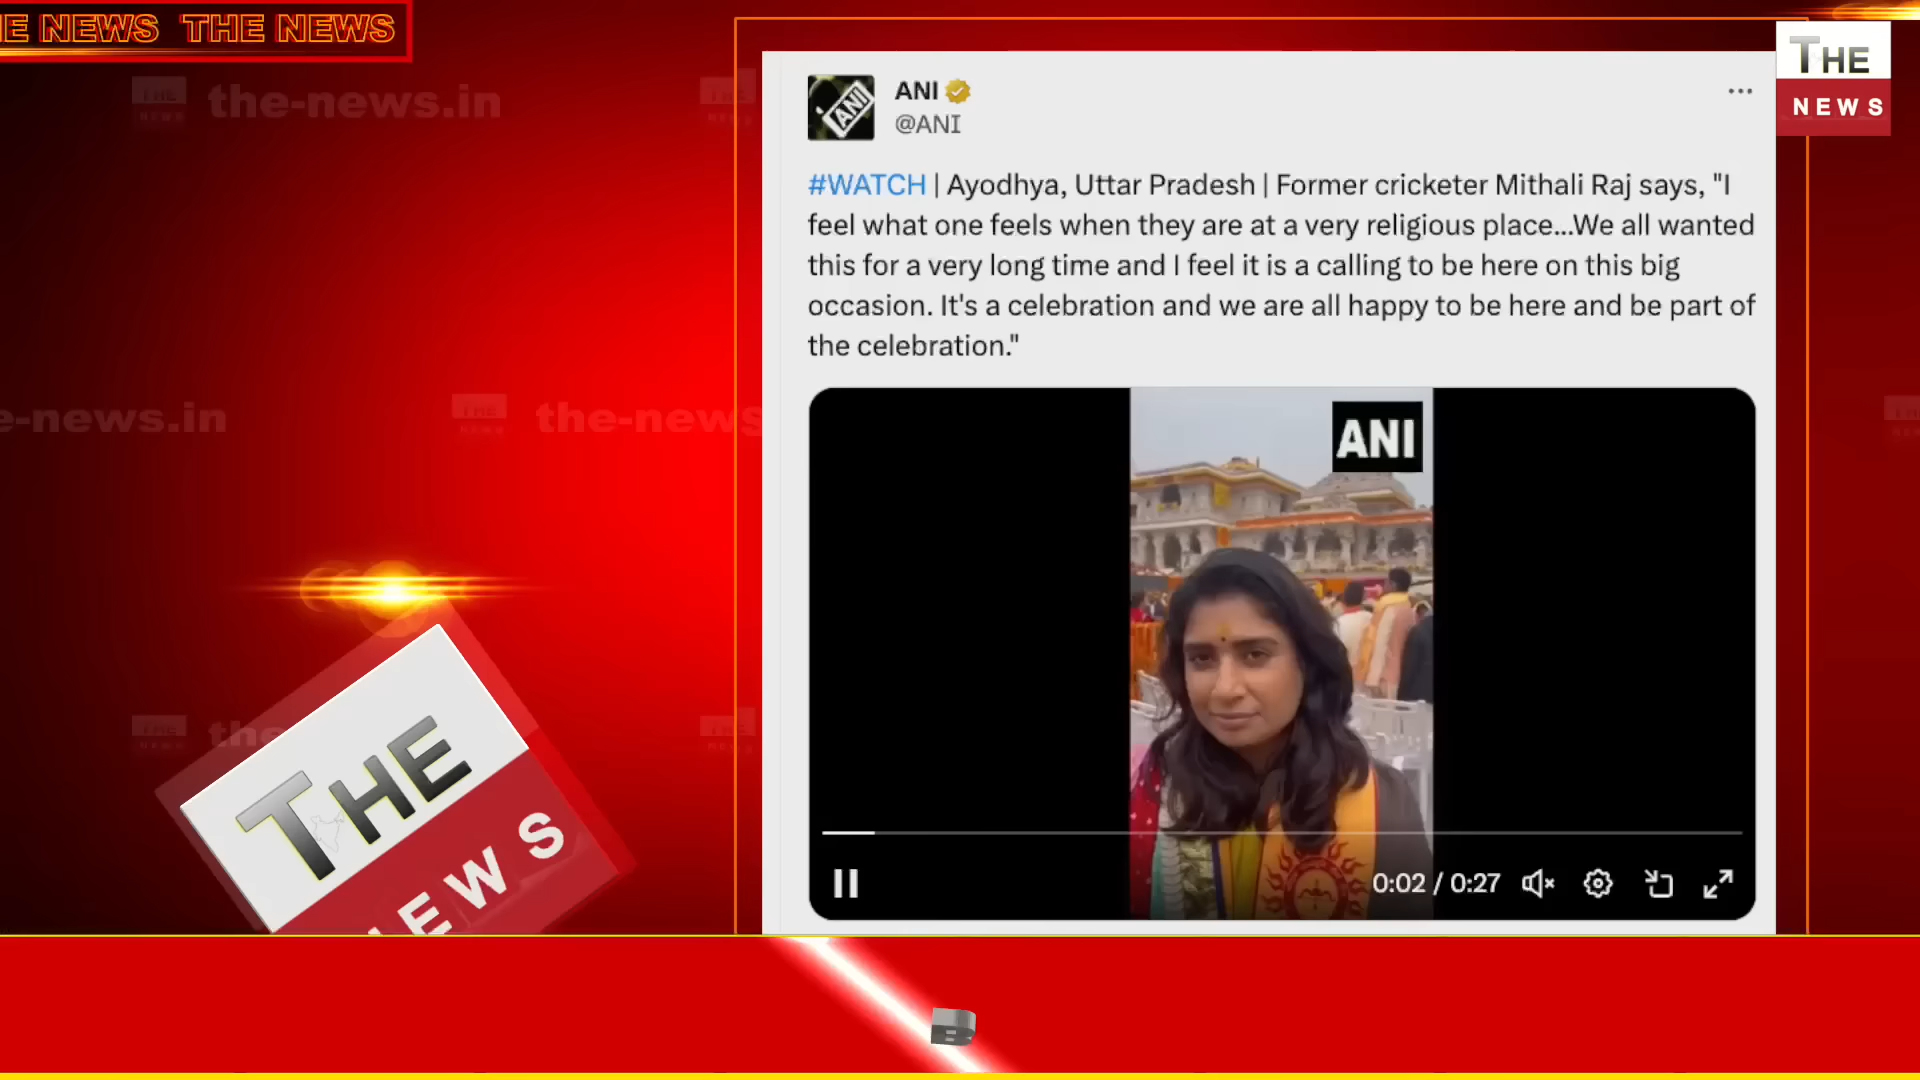 E NEWS THE NEWS
the-news.in
THE
NEWS
ANI
@ANI
#WATCH | Ayodhya, Uttar Pradesh | Former cricketer Mithali Raj says, "I
feel what one feels when they are at a very religious place...We all wanted
this for a very long time and I feel it is a calling to be here on this big
occasion. It's a celebration and we are all happy to be here and be part of
the celebration."
e-news.in
THE
NEWS
the-news
ANI
the
THE
EWS
0:02 / 0:27